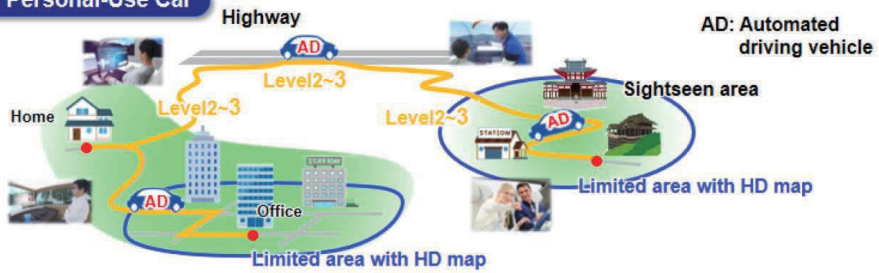 Personal-Use Car
Highway
AD: Automated
driving vehicle
AD
Level2~3
Level2~3
Level2~3
Sightseen area
Home
AD
STATION
Limited area with HD map
AD
Office
Limited area with HD map